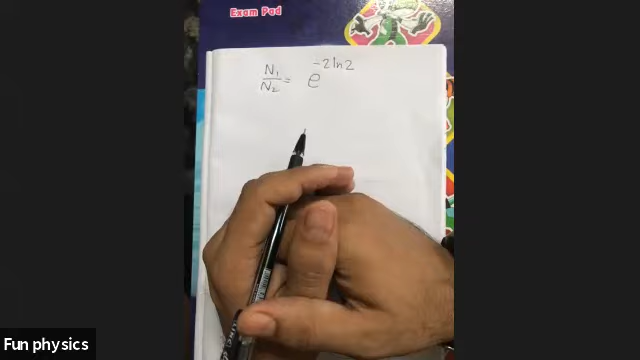 Exam Pad
N₁/N₂ = e^(-2ln2)
Fun physics